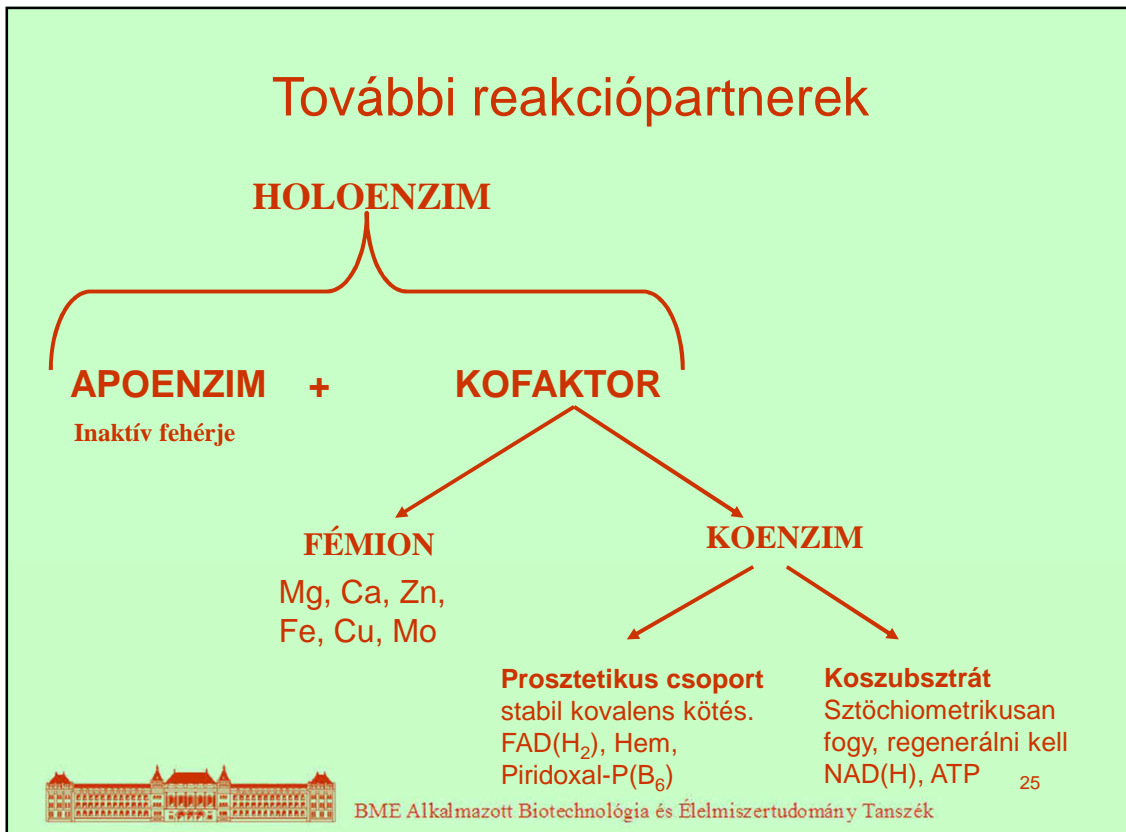 További reakciópartnerek
HOLOENZIM
APOENZIM + KOFAKTOR
Inaktív fehérje
FÉMION
Mg, Ca, Zn,
Fe, Cu, Mo
KOENZIM
Prosztetikus csoport
stabil kovalens kötés.
FAD(H₂), Hem,
Piridoxal-P(B₆)
Koszubsztrát
Sztöchiometrikusan
fogy, regenerálni kell
NAD(H), ATP
25
BME Alkalmazott Biotechnológia és Élelmiszertudomány Tanszék